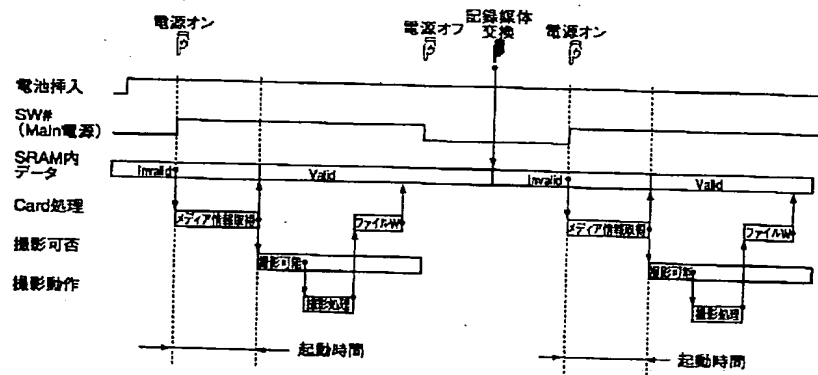 電源オン
電源オフ
記録媒体
交換
電源オン
電池挿入
SW#
(Main電源)
SRAM内
データ
Invalid
Valid
Invalid
Valid
Card処理
メディア情報取得
ファイルW
メディア情報取得
ファイルW
撮影可否
撮影可能
撮影可能
撮影動作
撮影処理
撮影処理
起動時間
起動時間